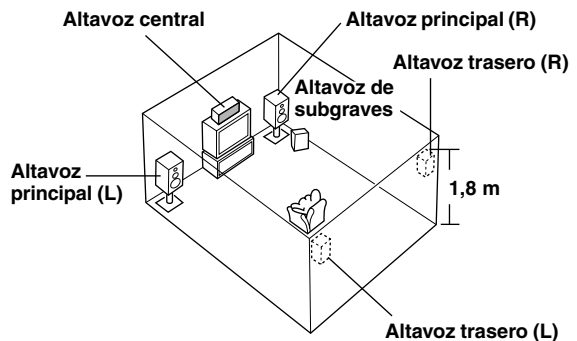 Altavoz central
Altavoz principal (R)
Altavoz trasero (R)
Altavoz de
subgraves
Altavoz
principal (L)
1,8 m
Altavoz trasero (L)